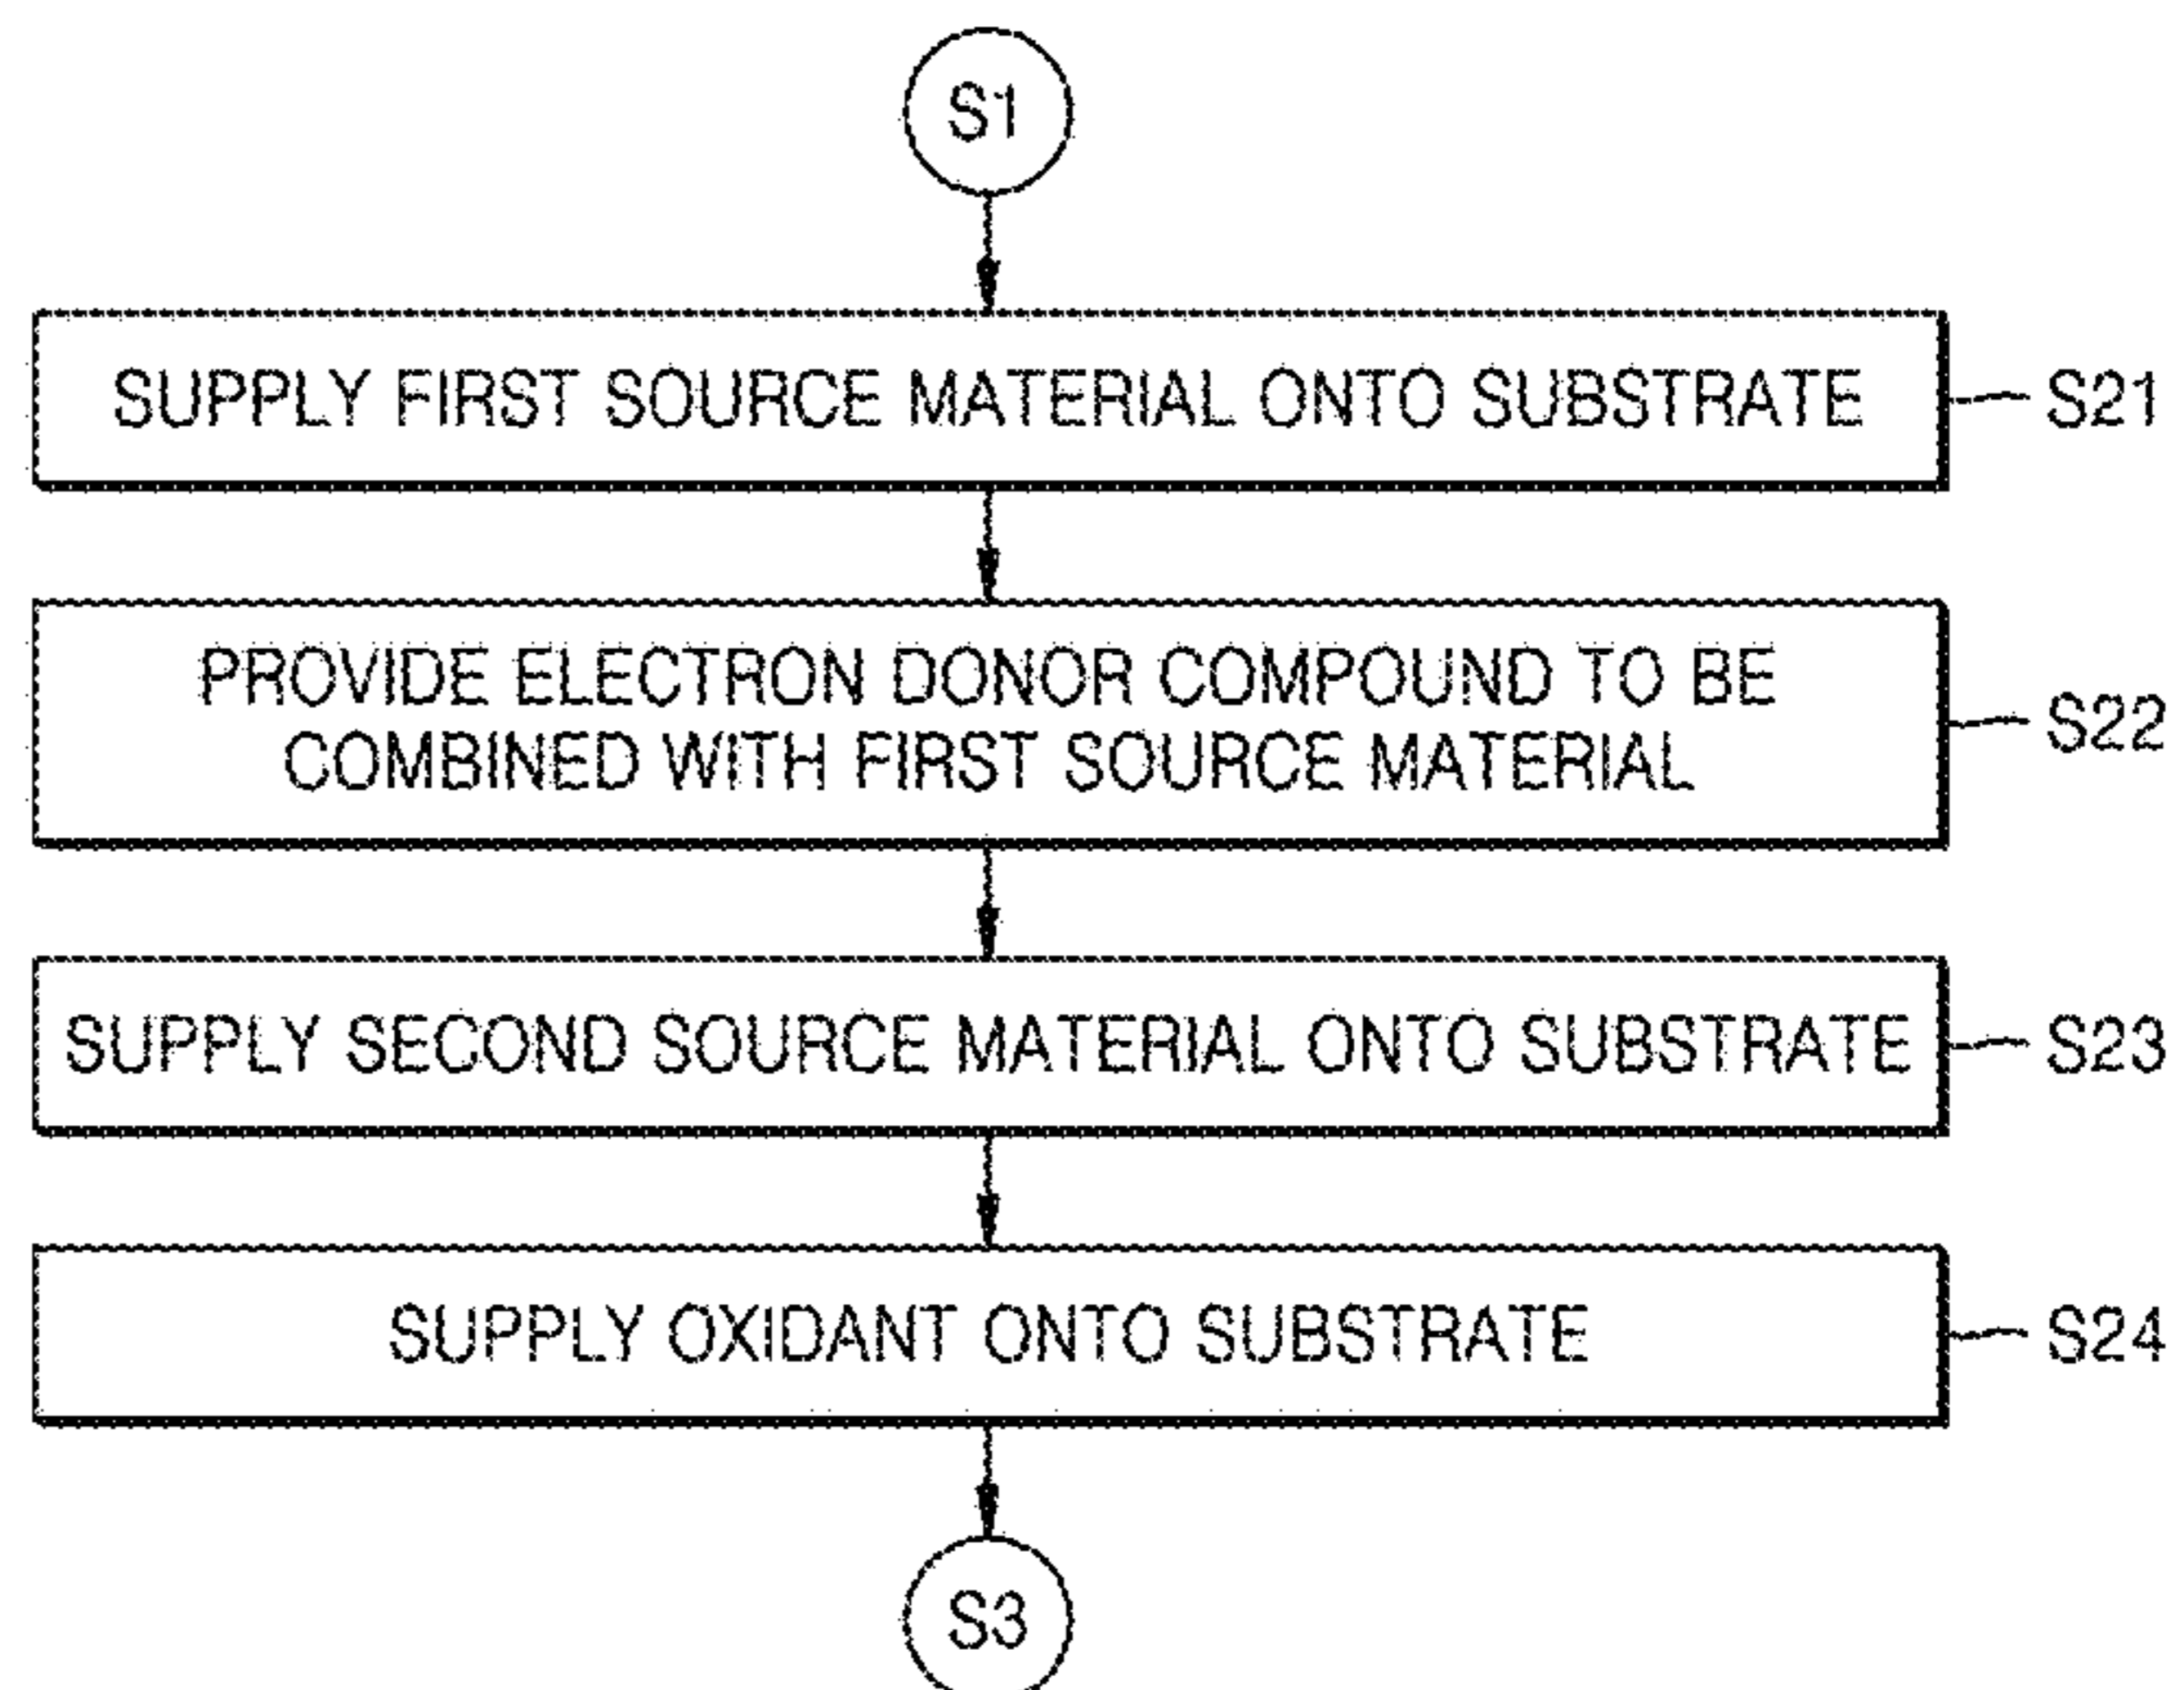 S1
SUPPLY FIRST SOURCE MATERIAL ONTO SUBSTRATE
S21
PROVIDE ELECTRON DONOR COMPOUND TO BE
COMBINED WITH FIRST SOURCE MATERIAL
S22
SUPPLY SECOND SOURCE MATERIAL ONTO SUBSTRATE
S23
SUPPLY OXIDANT ONTO SUBSTRATE
S24
S3